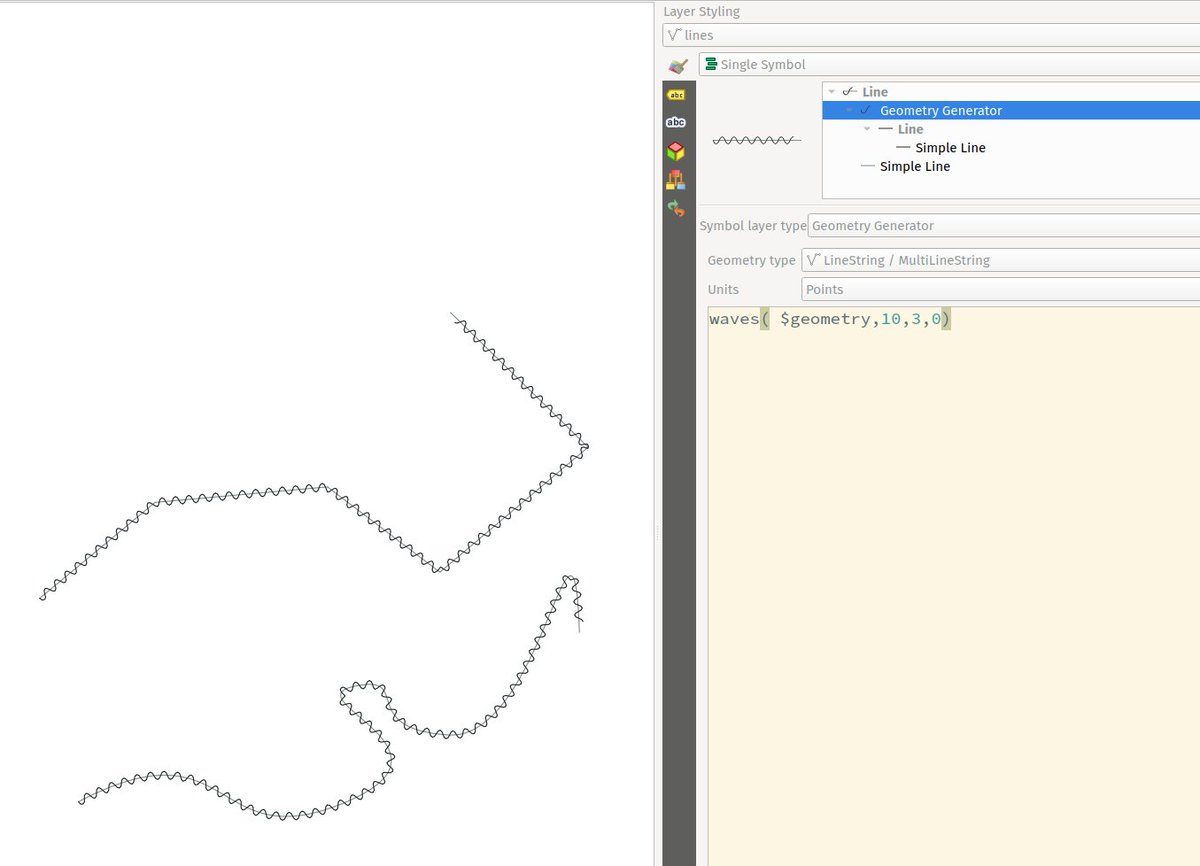 Layer Styling
lines
Single Symbol
abc
abc
Line
Geometry Generator
Line
Simple Line
Simple Line
Symbol layer type Geometry Generator
Geometry type LineString / MultiLineString
Units Points
waves( $geometry,10,3,0)